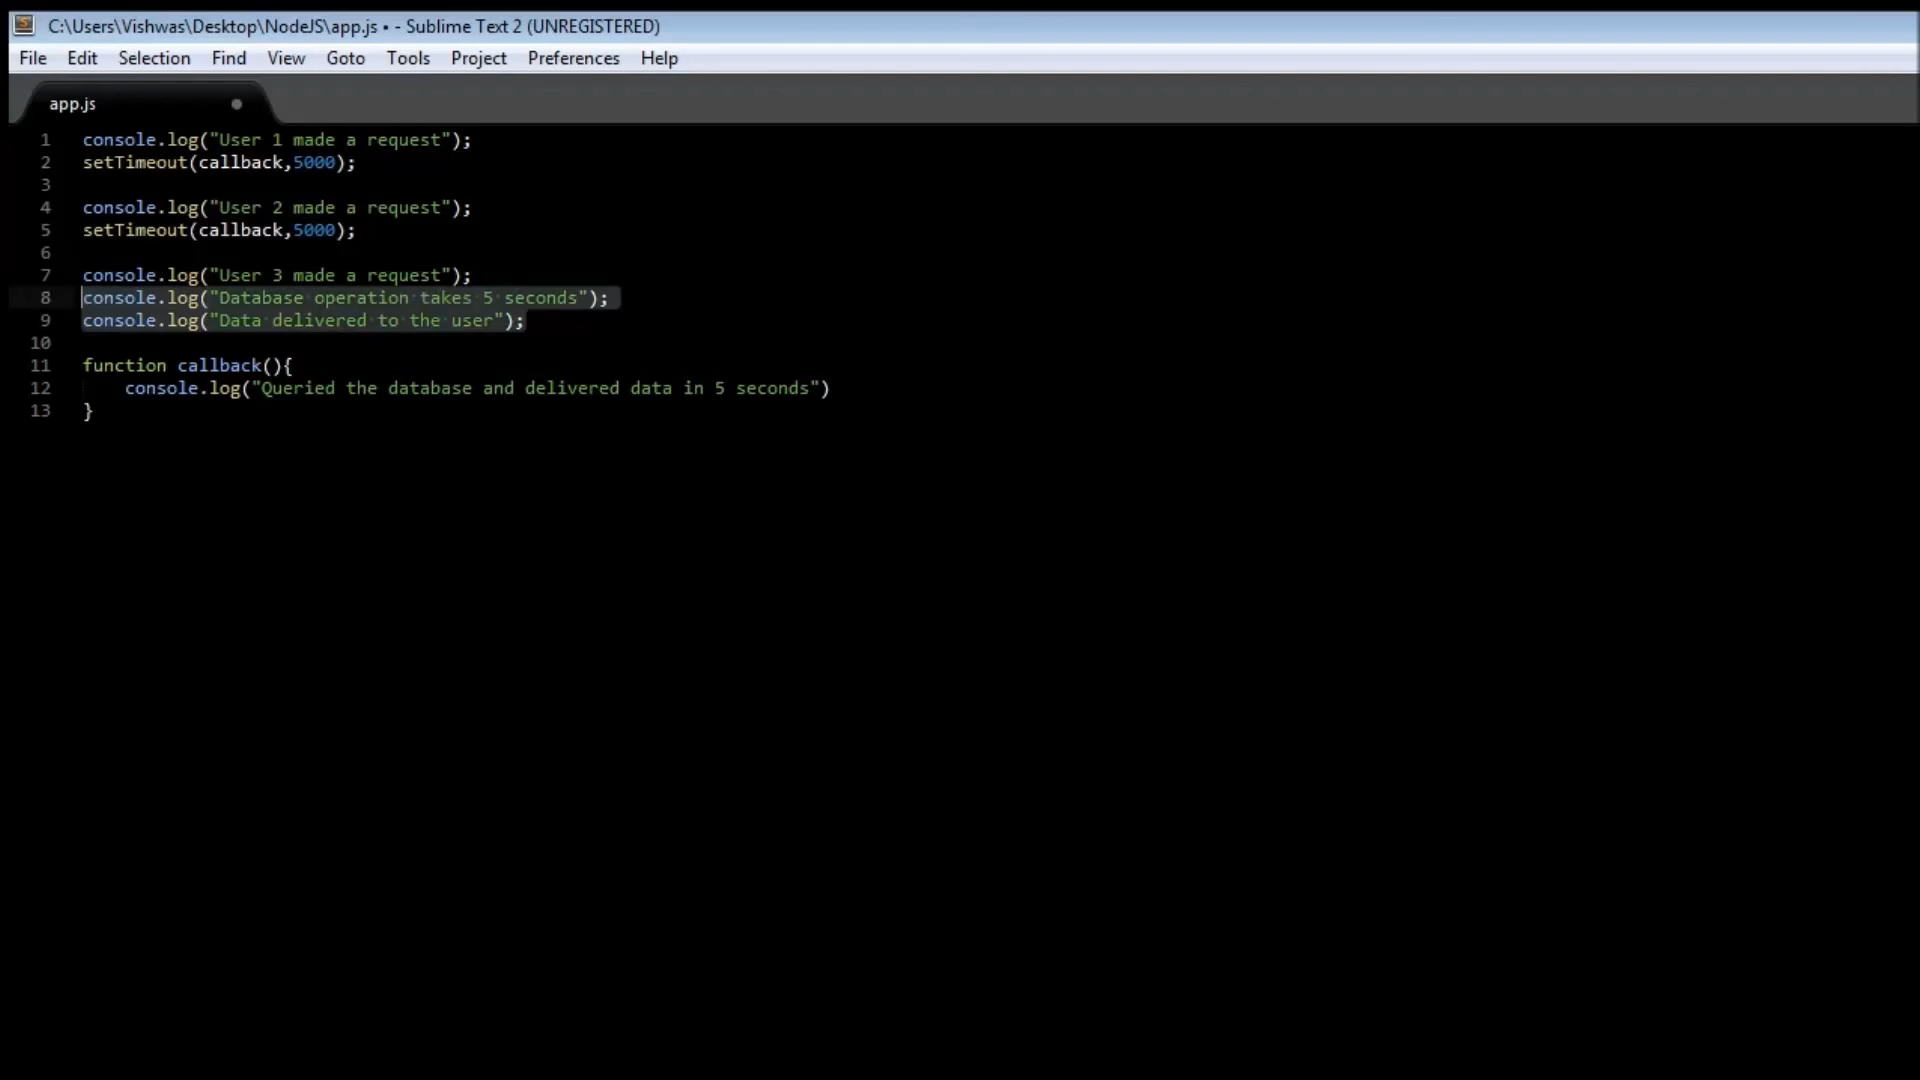 C:\Users\Vishwas\Desktop\NodeJS\app.js • - Sublime Text 2 (UNREGISTERED)
File Edit Selection Find View Goto Tools Project Preferences Help
app.js
1 console.log("User 1 made a request");
2 setTimeout(callback,5000);
3
4 console.log("User 2 made a request");
5 setTimeout(callback,5000);
6
7 console.log("User 3 made a request");
8 console.log("Database operation takes 5 seconds");
9 console.log("Data delivered to the user");
10
11 function callback(){
12     console.log("Queried the database and delivered data in 5 seconds")
13 }